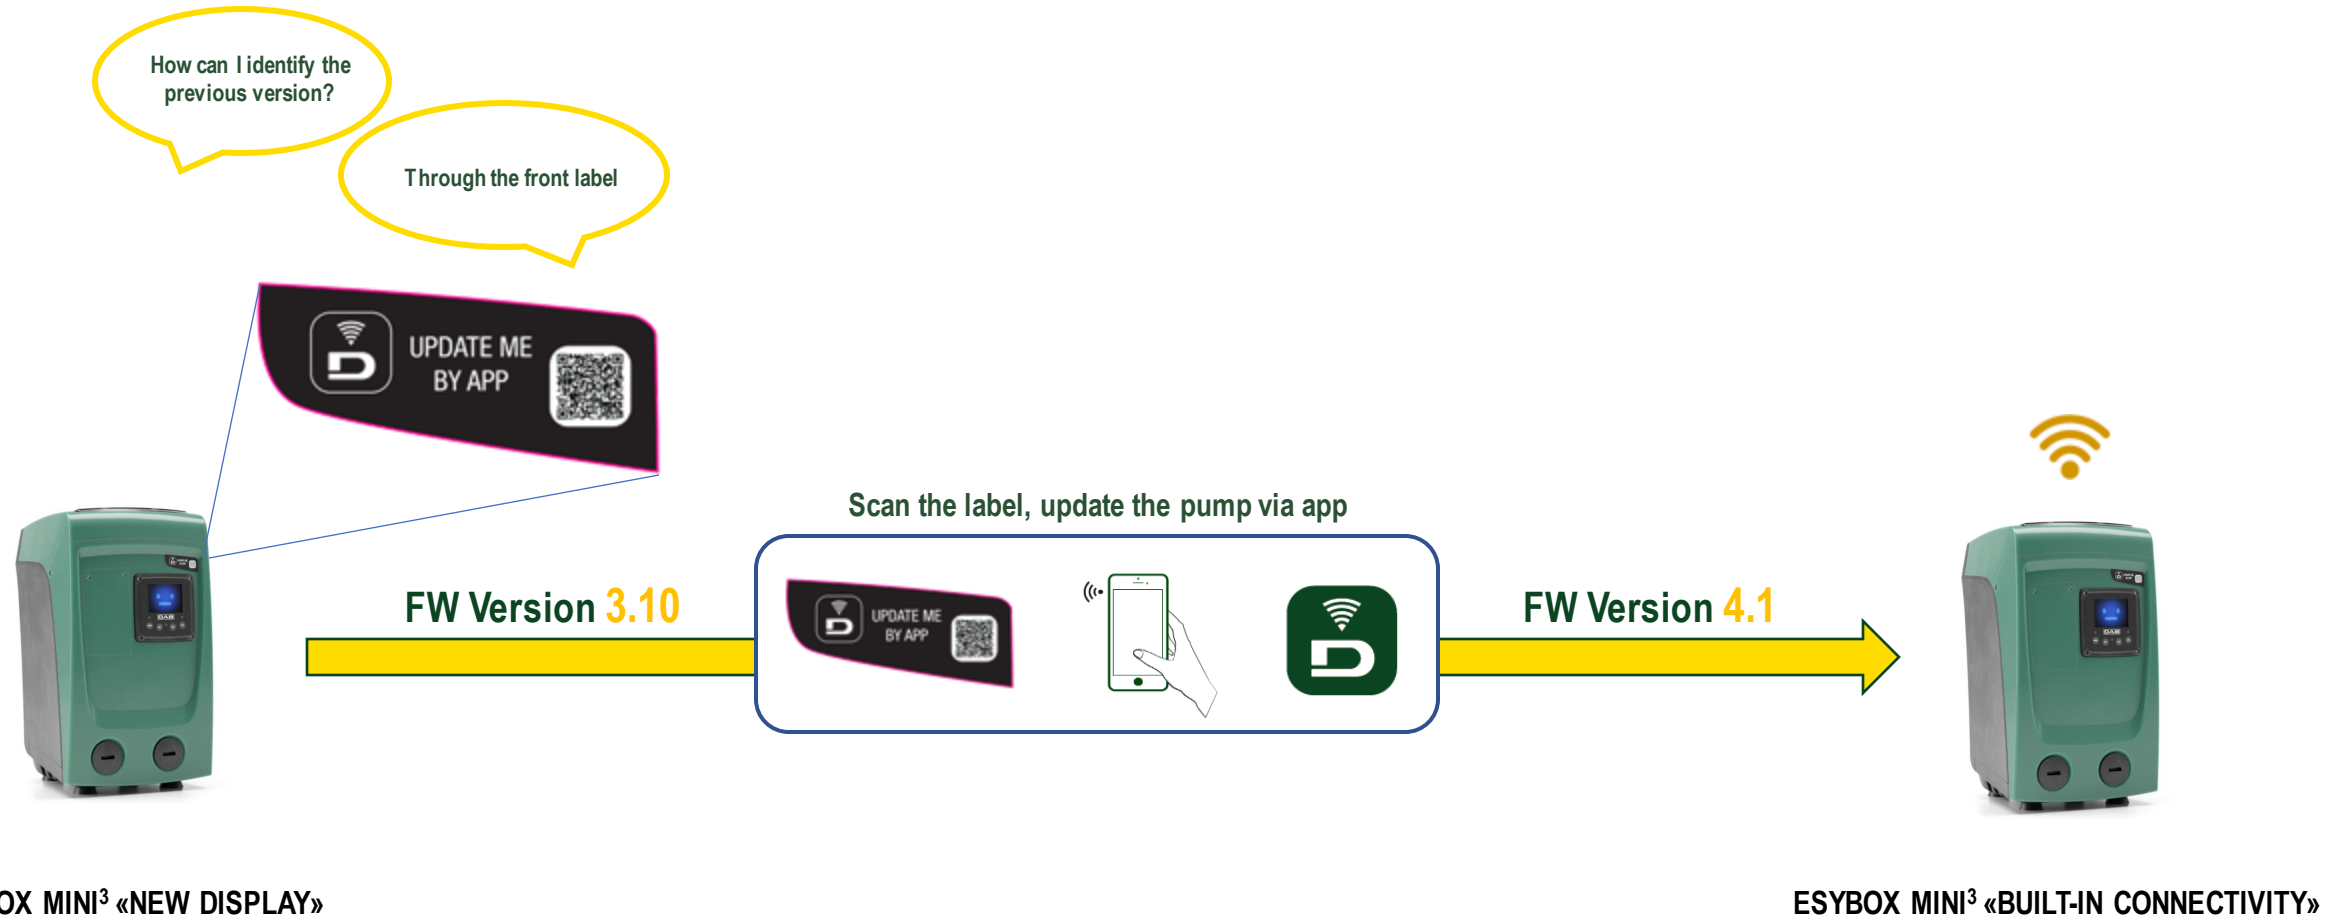 How can I identify the
previous version?
Through the front label
UPDATE ME
BY APP
Scan the label, update the pump via app
FW Version 3.10
UPDATE ME
BY APP
FW Version 4.1
DAB
DAB
OX MINI³ «NEW DISPLAY»
ESYBOX MINI³ «BUILT-IN CONNECTIVITY»